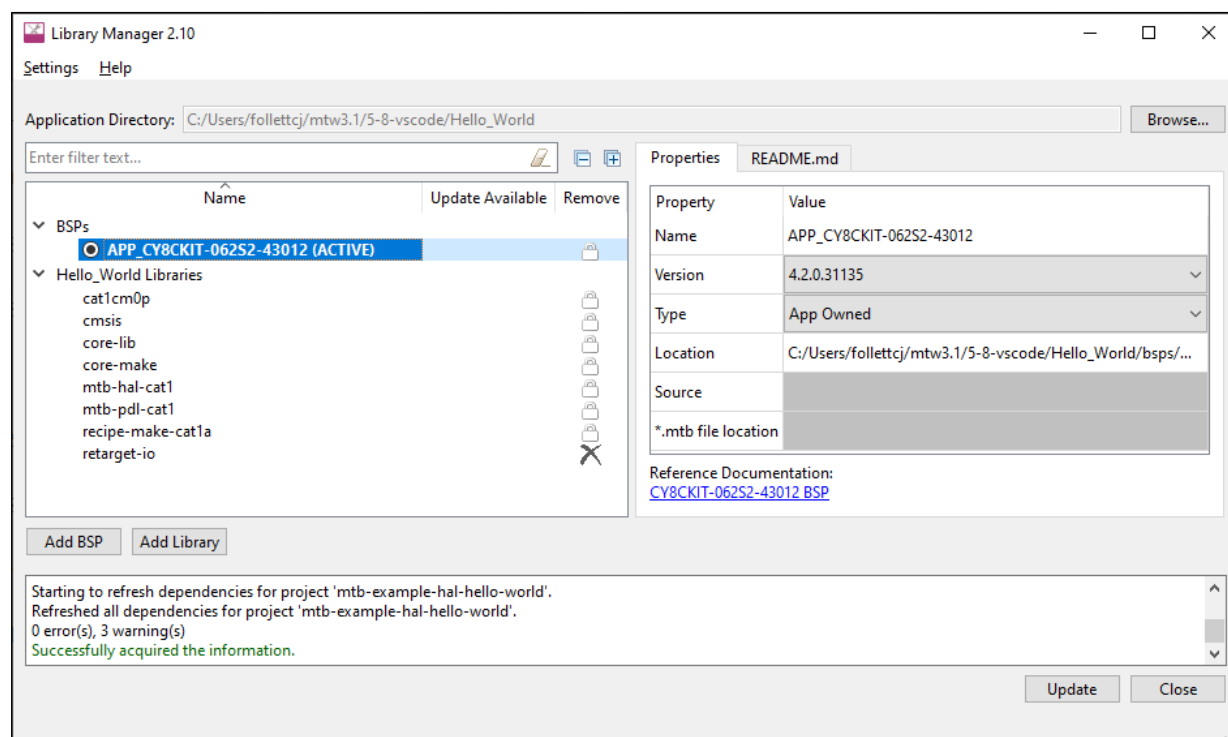 Library Manager 2.10
Settings Help
Application Directory: C:/Users/follettcj/mtw3.1/5-8-vscode/Hello_World Browse...
Enter filter text...
Name Update Available Remove
BSPs
APP_CY8CKIT-062S2-43012 (ACTIVE)
Hello_World Libraries
cat1cm0p
cmsis
core-lib
core-make
mtb-hal-cat1
mtb-pdl-cat1
recipe-make-cat1a
retarget-io
Properties README.md
Property Value
Name APP_CY8CKIT-062S2-43012
Version 4.2.0.31135
Type App Owned
Location C:/Users/follettcj/mtw3.1/5-8-vscode/Hello_World/bsps/...
Source
*.mtb file location
Reference Documentation:
CY8CKIT-062S2-43012 BSP
Add BSP Add Library
Starting to refresh dependencies for project 'mtb-example-hal-hello-world'.
Refreshed all dependencies for project 'mtb-example-hal-hello-world'.
0 error(s), 3 warning(s)
Successfully acquired the information.
Update Close